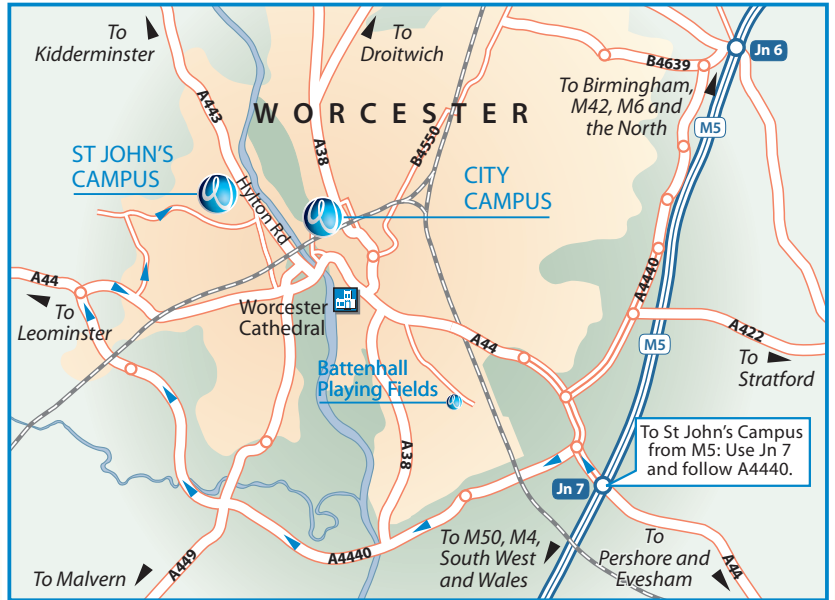 To
Kidderminster
To
Droitwich
Jn 6
B4639
To Birmingham,
M42, M6 and
the North
A443
WORCESTER
M5
A38
B4550
ST JOHN'S
CAMPUS
CITY
CAMPUS
Hylton Rd
A44
To
Leominster
A4440
Worcester
Cathedral
A44
A422
M5
To
Stratford
Battenhall
Playing Fields
To St John's Campus
from M5: Use Jn 7
and follow A4440.
A38
Jn 7
To M50, M4,
South West
and Wales
To
Pershore and
Evesham
A4440
A449
A44
To Malvern